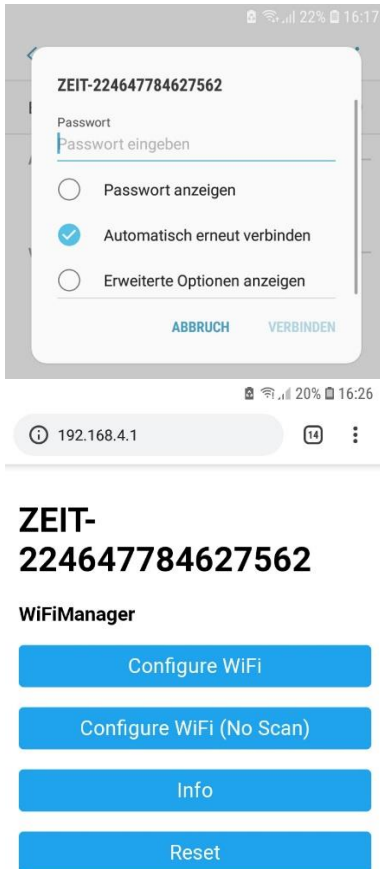 22% 16:17
ZEIT-224647784627562
Passwort
Passwort eingeben
Passwort anzeigen
Automatisch erneut verbinden
Erweiterte Optionen anzeigen
ABBRUCH VERBINDEN
20% 16:26
192.168.4.1 14
ZEIT-
224647784627562
WiFiManager
Configure WiFi
Configure WiFi (No Scan)
Info
Reset